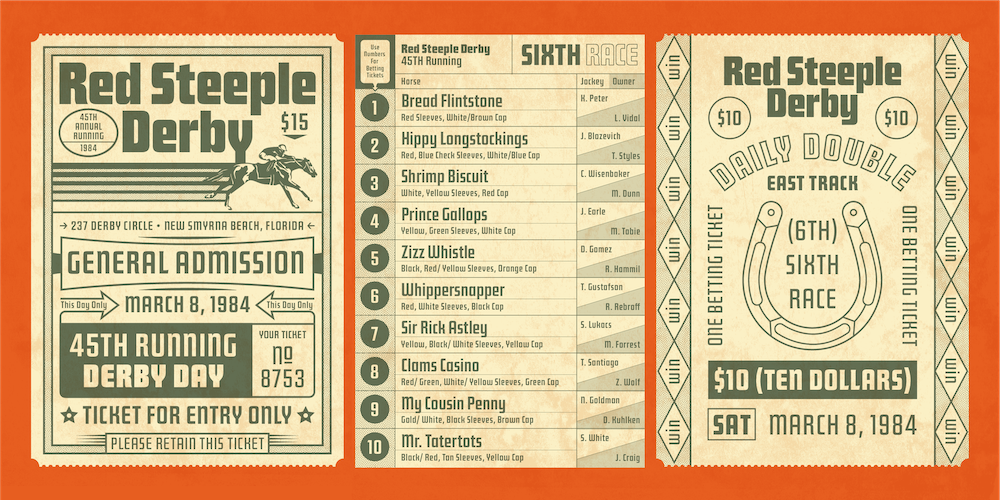 Red Steeple
Derby
45TH
ANNUAL
RUNNING
1984
$15
237 DERBY CIRCLE • NEW SMYRNA BEACH, FLORIDA
GENERAL ADMISSION
This Day Only
MARCH 8, 1984
This Day Only
45TH RUNNING
DERBY DAY
YOUR TICKET
No
8753
TICKET FOR ENTRY ONLY
PLEASE RETAIN THIS TICKET
Use
Numbers
For
Betting
Tickets
Red Steeple Derby
45TH Running
SIXTH RACE
Horse
Jockey Owner
1
Bread Flintstone
Red Sleeves, White/Brown Cap
K. Peter
L. Vidal
2
Hippy Longstockings
Red, Blue Check Sleeves, White/Blue Cap
J. Blazevich
T. Styles
3
Shrimp Biscuit
White, Yellow Sleeves, Red Cap
C. Wisenbaker
M. Dunn
4
Prince Gallops
Yellow, Green Sleeves, White Cap
J. Earle
M. Tobie
5
Zizz Whistle
Black, Red/ Yellow Sleeves, Orange Cap
D. Gamez
R. Hammil
6
Whippersnapper
Red, White Sleeves, Black Cap
T. Gustofson
A. Rebroff
7
Sir Rick Astley
Yellow, Black/ White Sleeves, Yellow Cap
S. Lukacs
M. Forrest
8
Clams Casino
Red/ Green, White/ Yellow Sleeves, Green Cap
T. Santiago
Z. Wolf
9
My Cousin Penny
Gold/ White, Black Sleeves, Brown Cap
N. Goldman
D. Kuhlken
10
Mr. Tatertots
Black/ Red, Tan Sleeves, Yellow Cap
S. White
J. Craig
win
win
win
win
win
win
win
Red Steeple
Derby
$10
$10
DAILY DOUBLE
EAST TRACK
ONE BETTING TICKET
(6TH)
SIXTH
RACE
ONE BETTING TICKET
$10 (TEN DOLLARS)
SAT MARCH 8, 1984
win
win
win
win
win
win
win